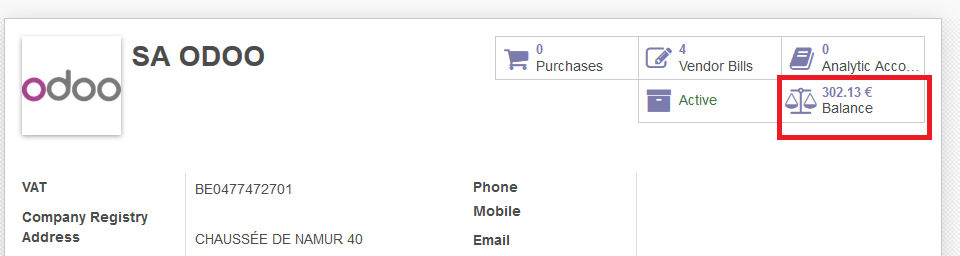 odoo
SA ODOO
0
Purchases
4
Vendor Bills
0
Analytic Acco...
Active
302.13 €
Balance
VAT
BE0477472701
Phone
Company Registry
Mobile
Address
CHAUSSÉE DE NAMUR 40
Email